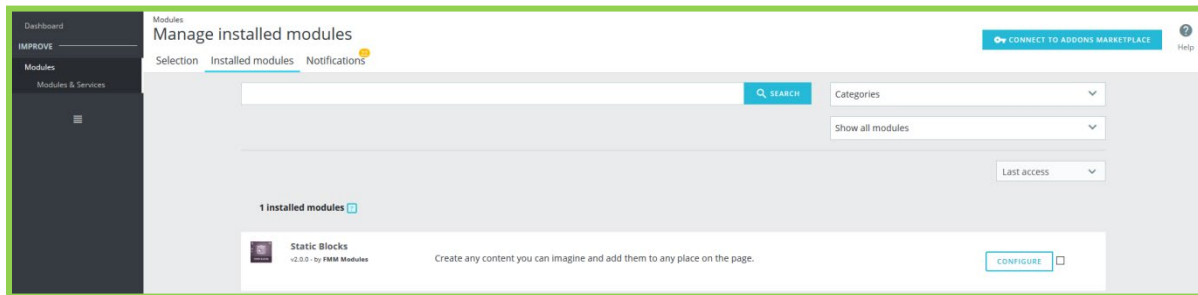 Dashboard
IMPROVE
Modules
Modules & Services
Modules
Manage installed modules
CONNECT TO ADDONS MARKETPLACE
Help
Selection Installed modules Notifications
SEARCH
Categories
Show all modules
Last access
1 installed modules
Static Blocks
v2.0.0 - by FMM Modules
Create any content you can imagine and add them to any place on the page.
CONFIGURE